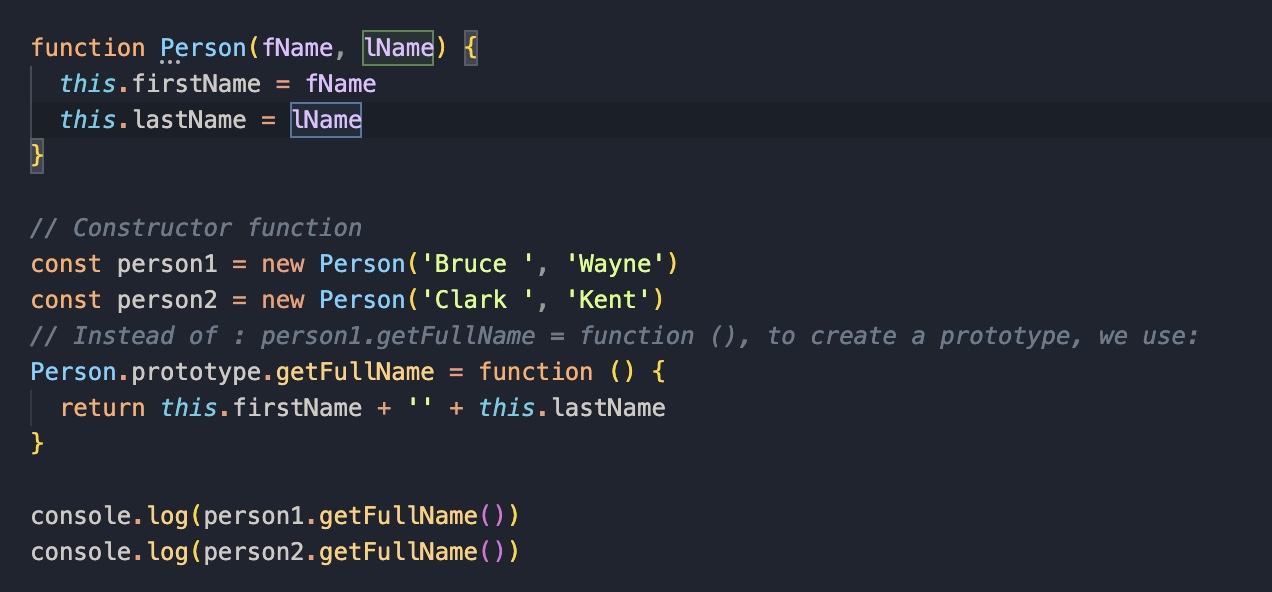 function Person(fName, lName) {
  this.firstName = fName
  this.lastName = lName
}
// Constructor function
const person1 = new Person('Bruce ', 'Wayne')
const person2 = new Person('Clark ', 'Kent')
// Instead of : person1.getFullName = function (), to create a prototype, we use:
Person.prototype.getFullName = function () {
  return this.firstName + '' + this.lastName
}
console.log(person1.getFullName())
console.log(person2.getFullName())